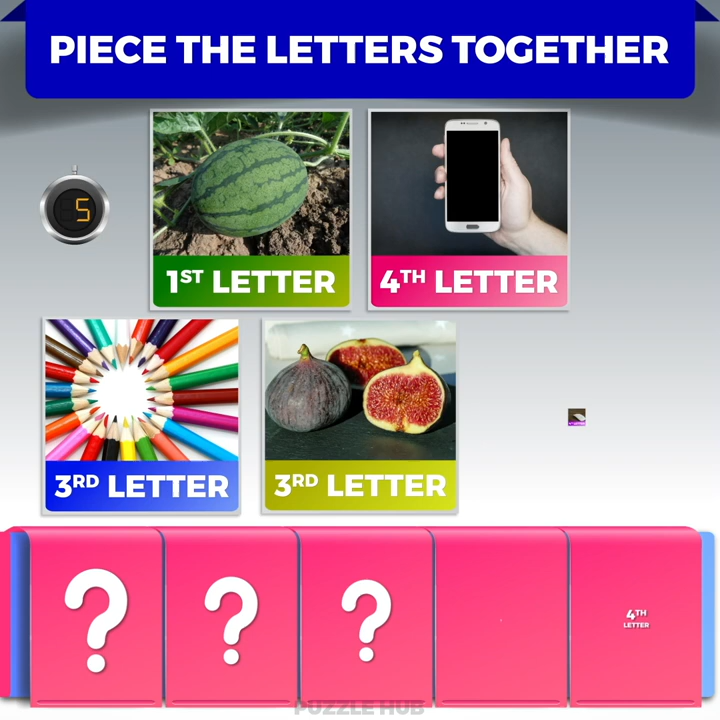 PIECE THE LETTERS TOGETHER
5
1ST LETTER
4TH LETTER
3RD LETTER
3RD LETTER
?
?
?
4TH
LETTER
PUZZLE HUB